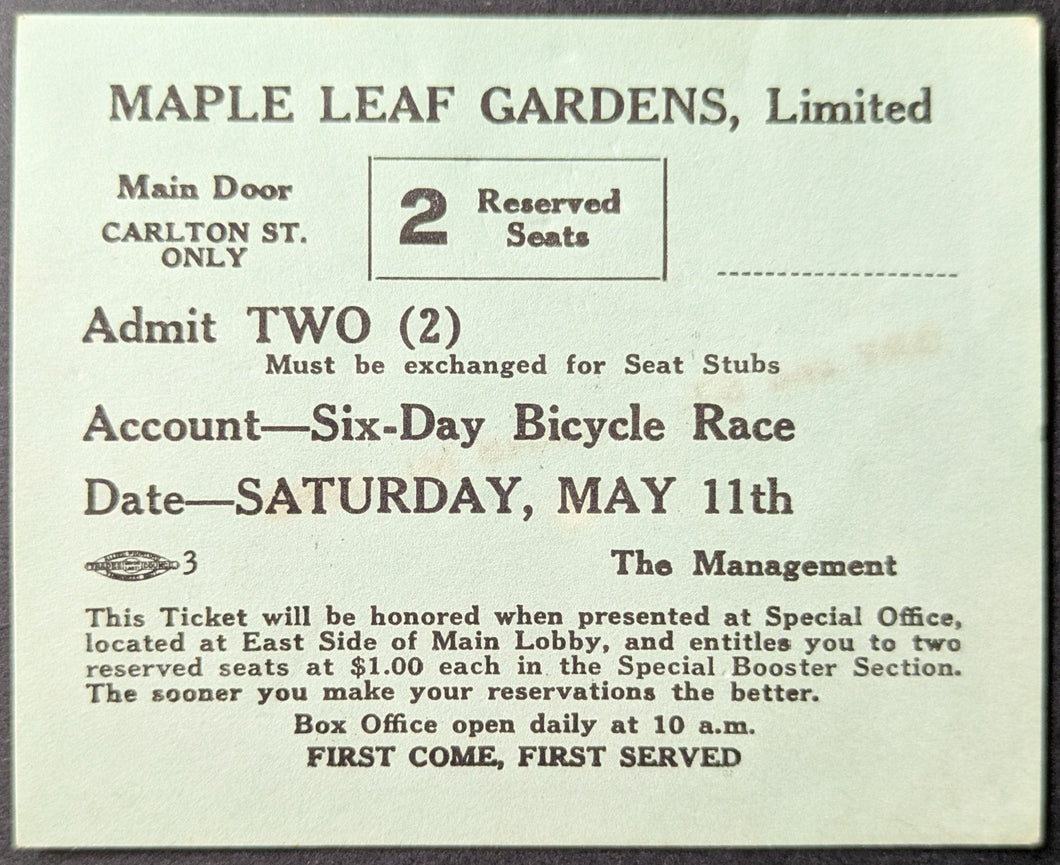 MAPLE LEAF GARDENS, Limited
Main Door
CARLTON ST.
ONLY
2 Reserved
Seats
Admit TWO (2)
Must be exchanged for Seat Stubs
Account—Six-Day Bicycle Race
Date—SATURDAY, MAY 11th
TRADES COUNCIL 3
The Management
This Ticket will be honored when presented at Special Office,
located at East Side of Main Lobby, and entitles you to two
reserved seats at $1.00 each in the Special Booster Section.
The sooner you make your reservations the better.
Box Office open daily at 10 a.m.
FIRST COME, FIRST SERVED